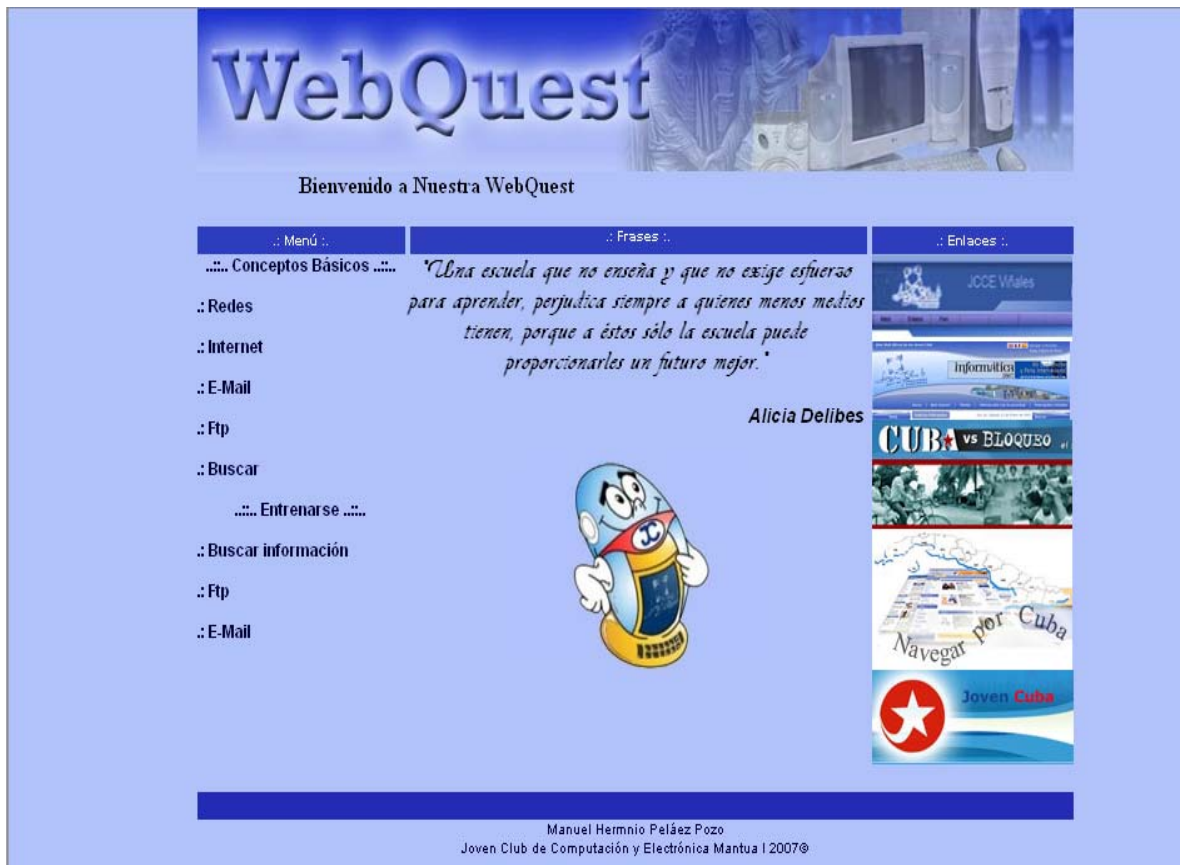 WebQuest
Bienvenido a Nuestra WebQuest
.: Menú :.
..::.. Conceptos Básicos ..::..
.: Redes
.: Internet
.: E-Mail
.: Ftp
.: Buscar
..::.. Entrenarse ..::..
.: Buscar información
.: Ftp
.: E-Mail
.: Frases :.
"Una escuela que no enseña y que no exige esfuerzo
para aprender, perjudica siempre a quienes menos medios
tienen, porque a éstos sólo la escuela puede
proporcionarles un futuro mejor."
Alicia Delibes
JC
.: Enlaces :.
JCCE Viñales
Informática
CUBA VS BLOQUEO el
Navegar por Cuba
Joven Cuba
Manuel Hermnio Peláez Pozo
Joven Club de Computación y Electrónica Mantua I 2007®